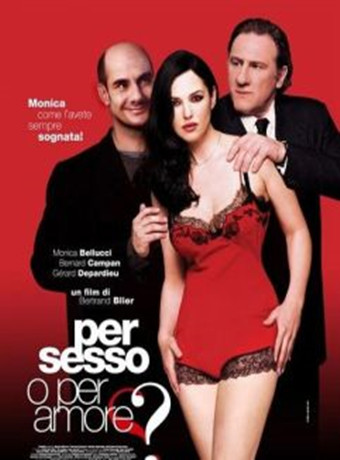 Monica
come l'avete
sempre
sognata!
Monica Bellucci
Bernard Campan
Gérard Depardieu
un film di
Bertrand Blier
per
sesso
o per
amore?